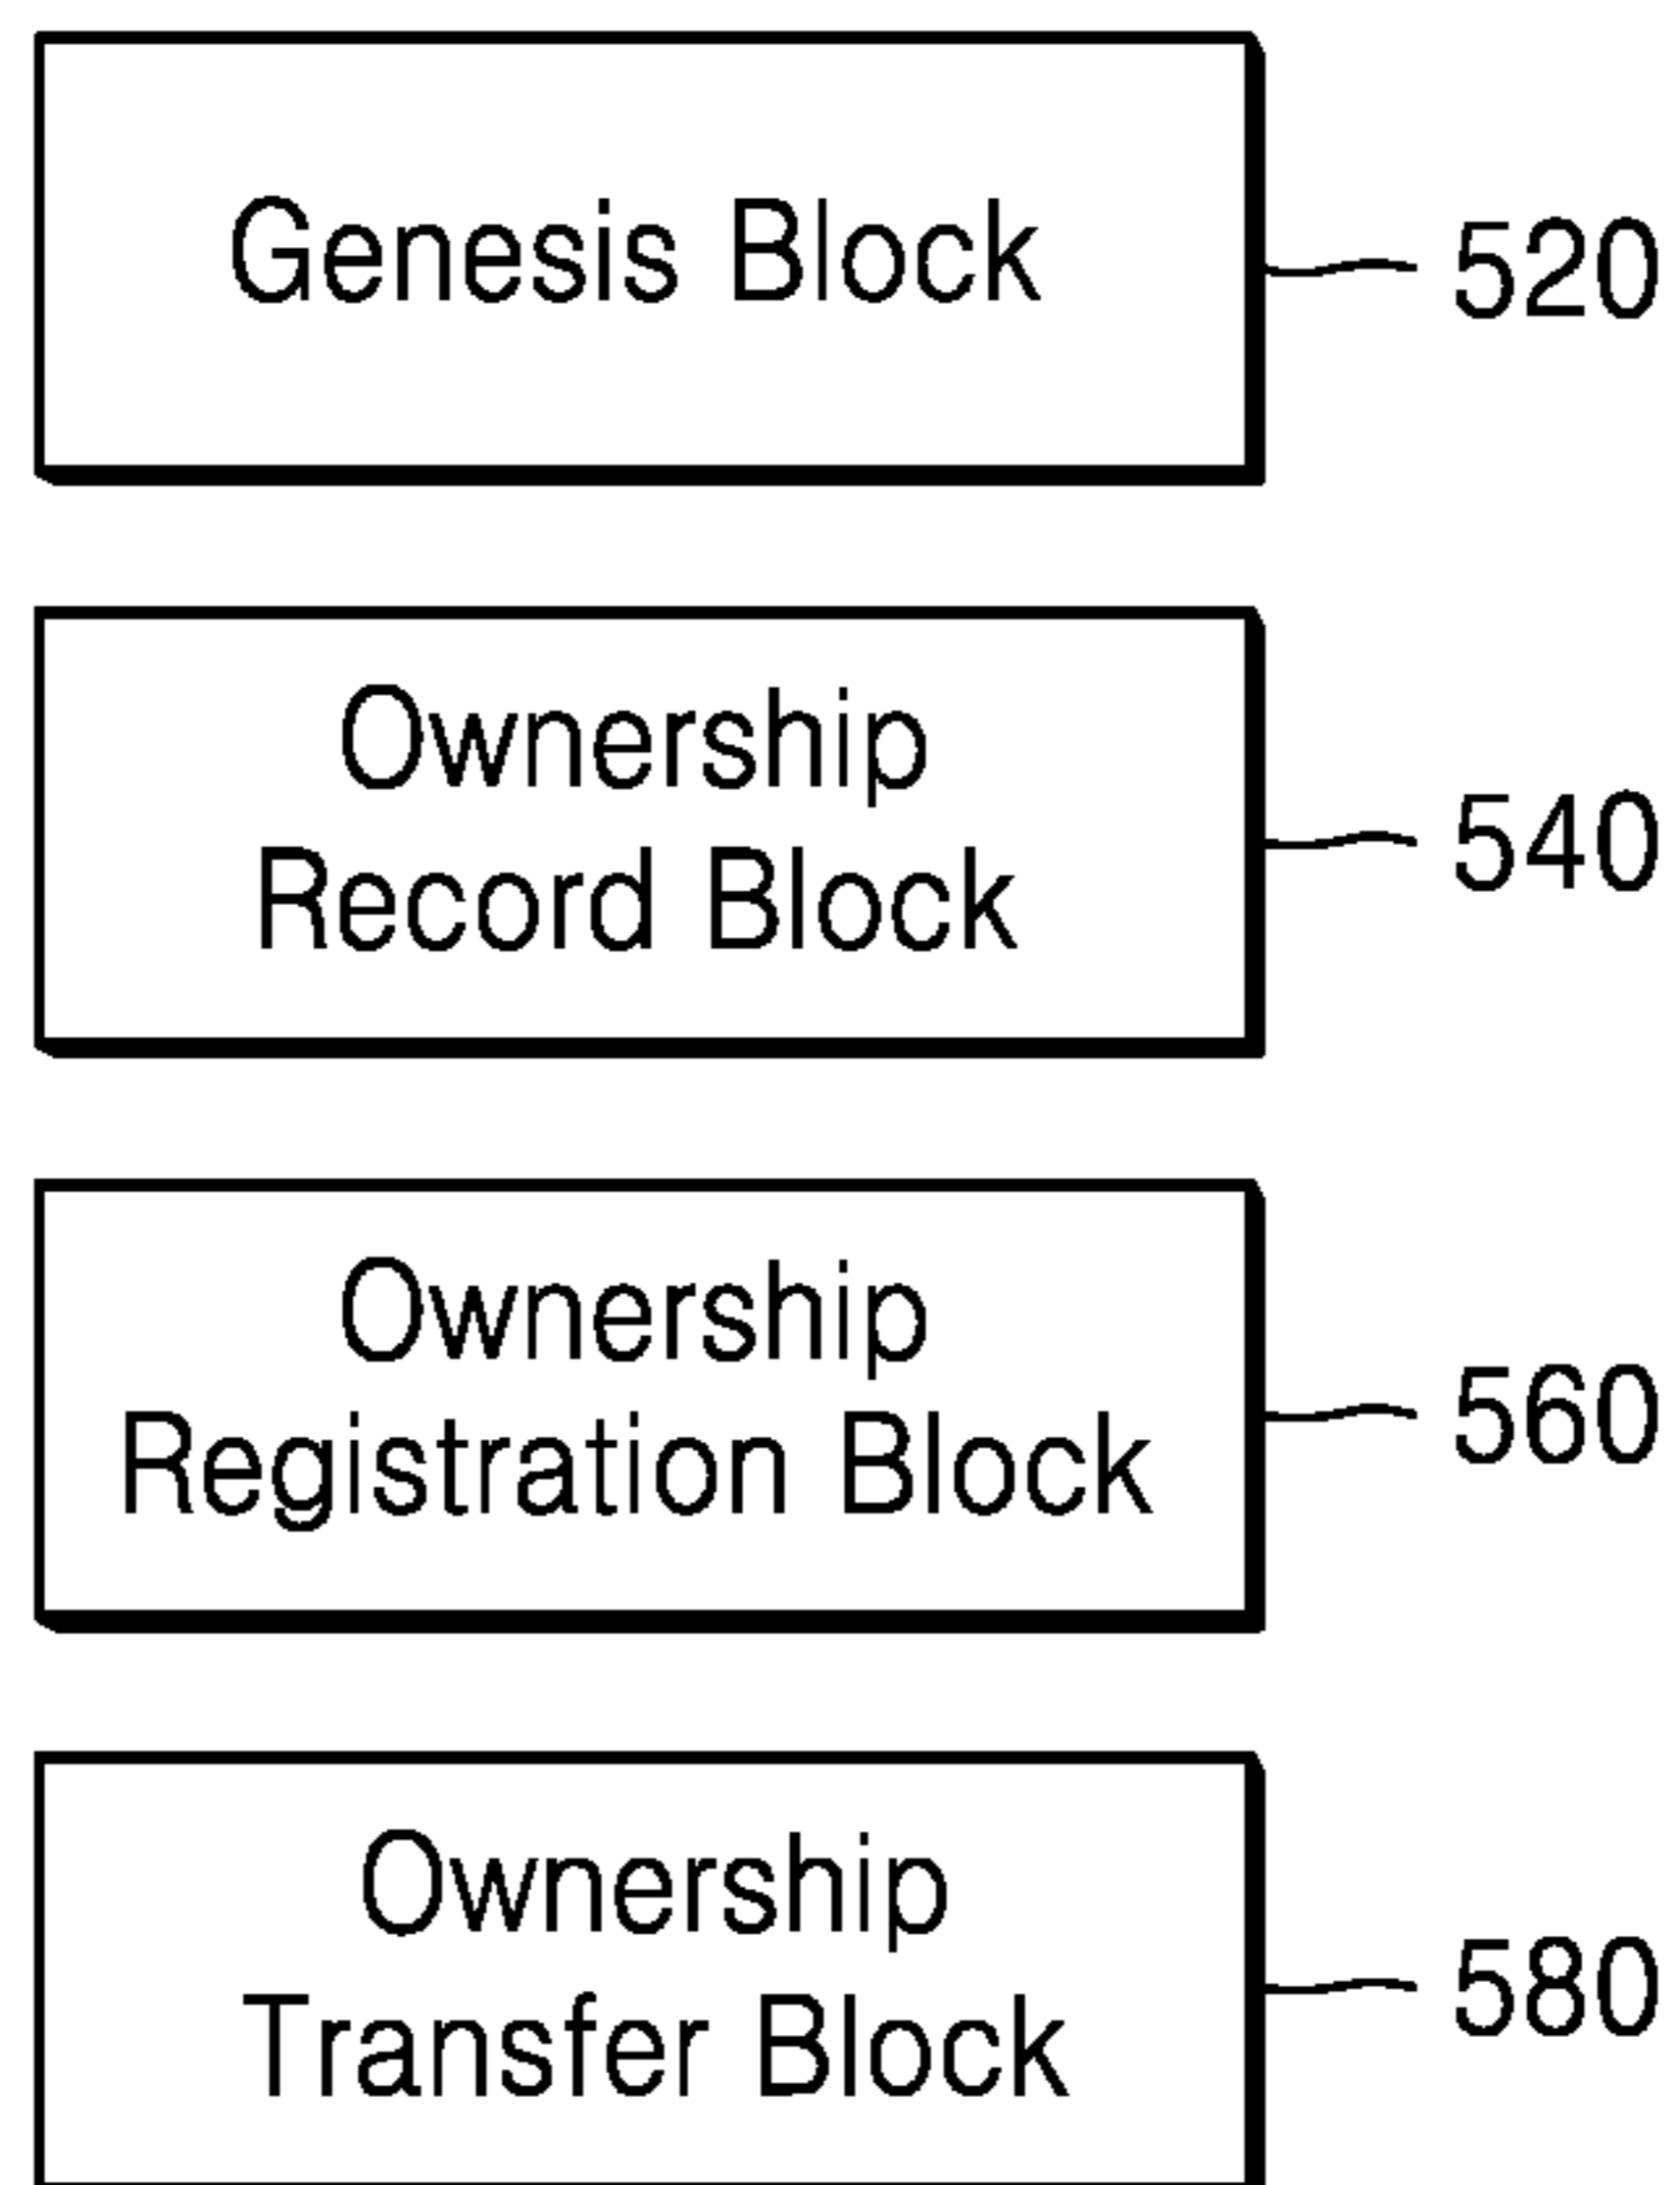 Genesis Block
520
Ownership
Record Block
540
Ownership
Registration Block
560
Ownership
Transfer Block
580